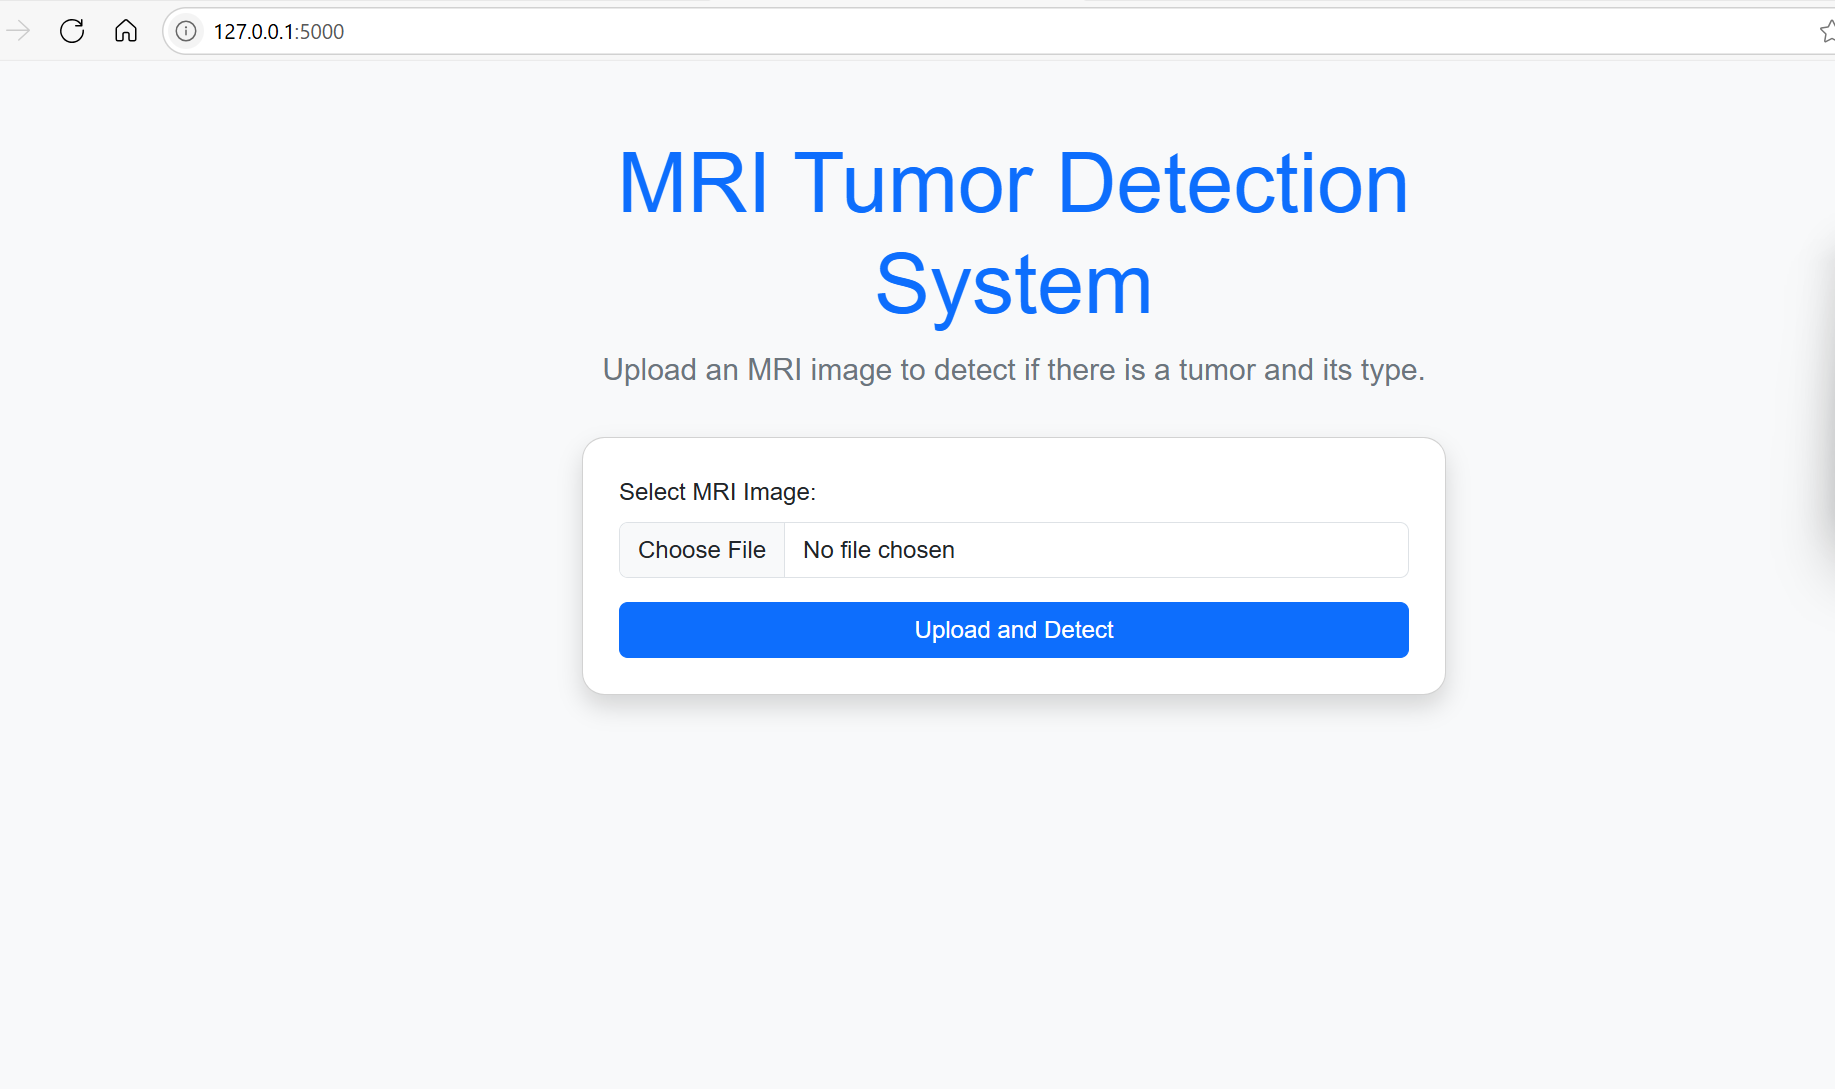 127.0.0.1:5000
MRI Tumor Detection
System
Upload an MRI image to detect if there is a tumor and its type.
Select MRI Image:
Choose File No file chosen
Upload and Detect